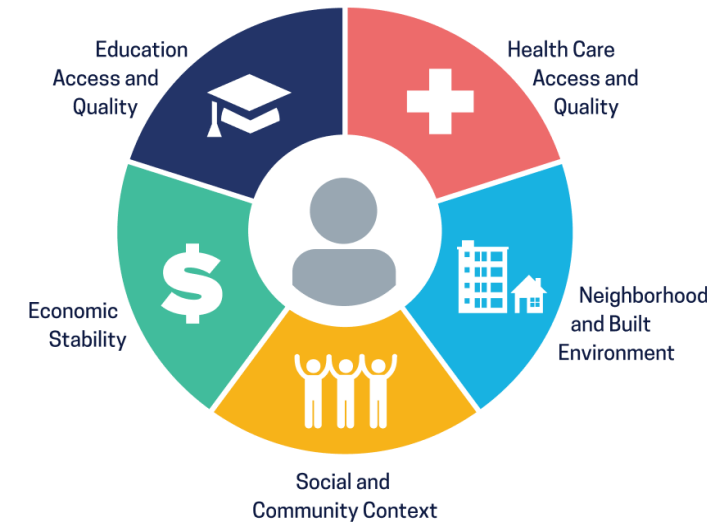 Education
Access and
Quality
Health Care
Access and
Quality
Economic
Stability
Neighborhood
and Built
Environment
Social and
Community Context